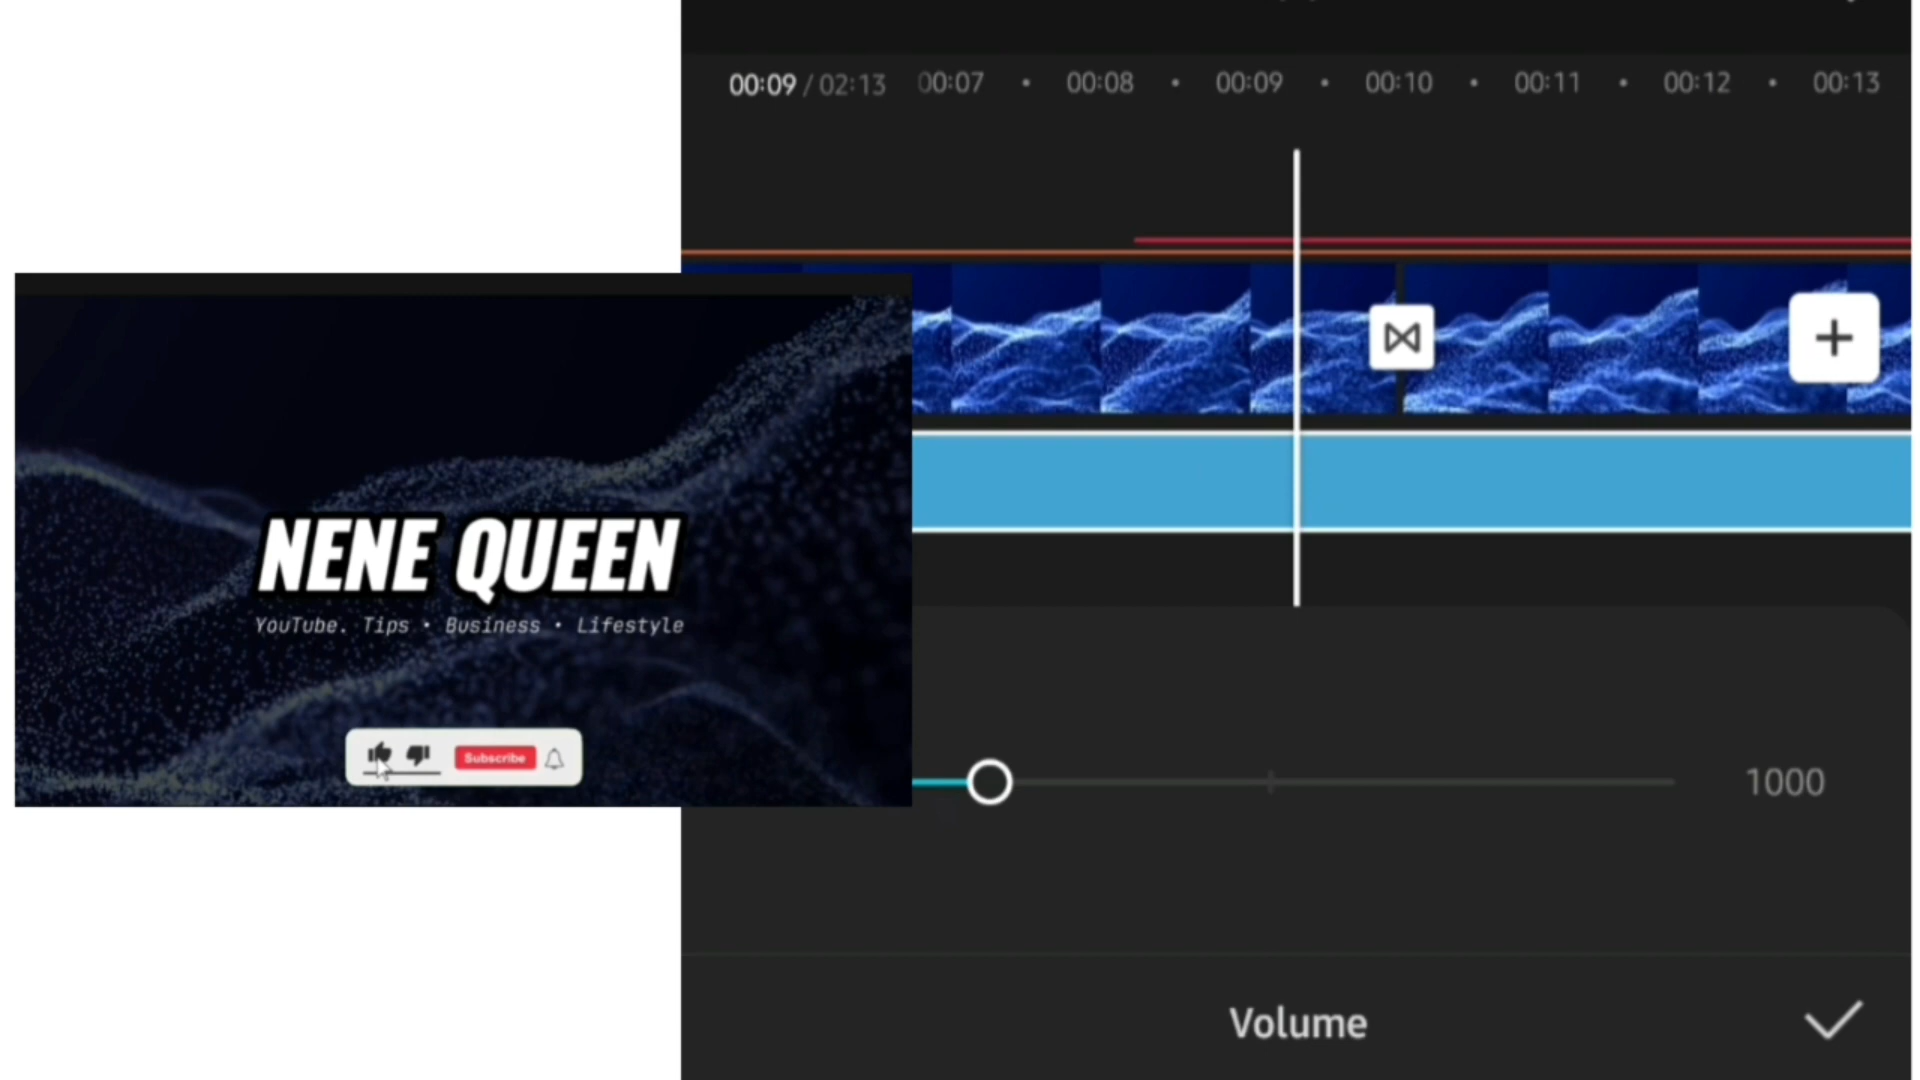 00:09 / 02:13 00:07 • 00:08 • 00:09 • 00:10 • 00:11 • 00:12 • 00:13
NENE QUEEN
YouTube. Tips • Business • Lifestyle
Subscribe
1000
Volume